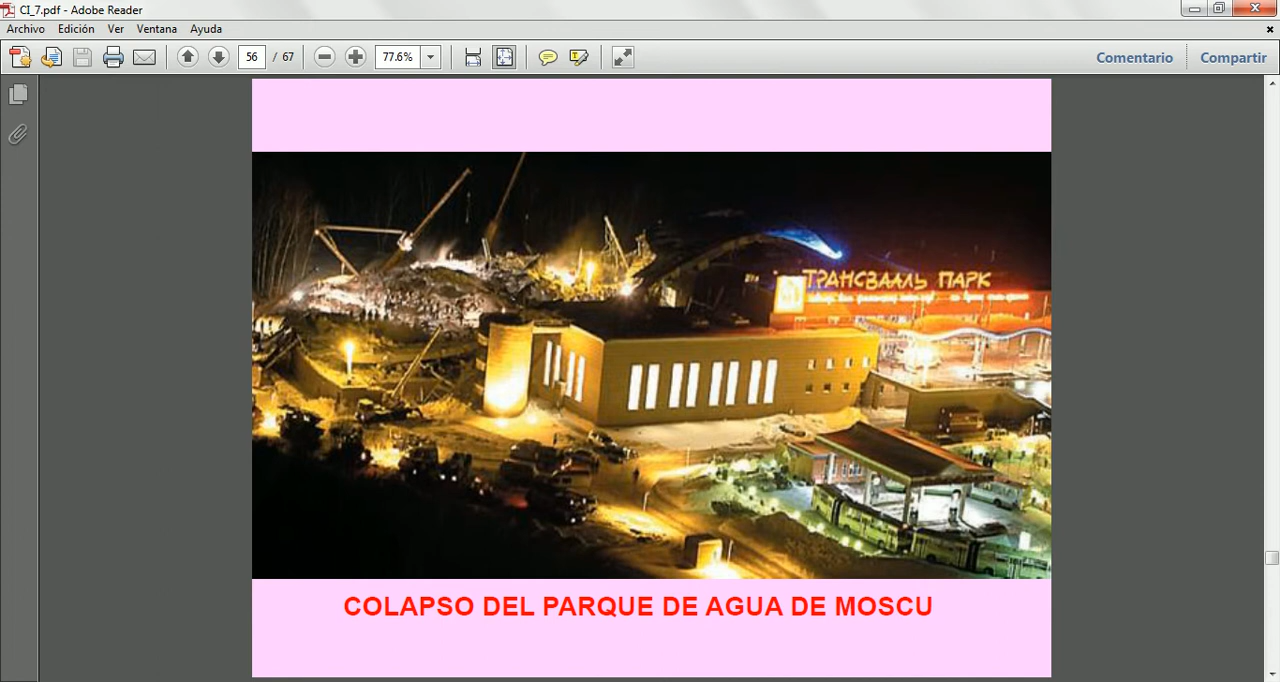 CI_7.pdf - Adobe Reader
Archivo Edición Ver Ventana Ayuda
56 / 67 77.6% Comentario Compartir
ТРАНСВААЛЬ ПАРК
COLAPSO DEL PARQUE DE AGUA DE MOSCU